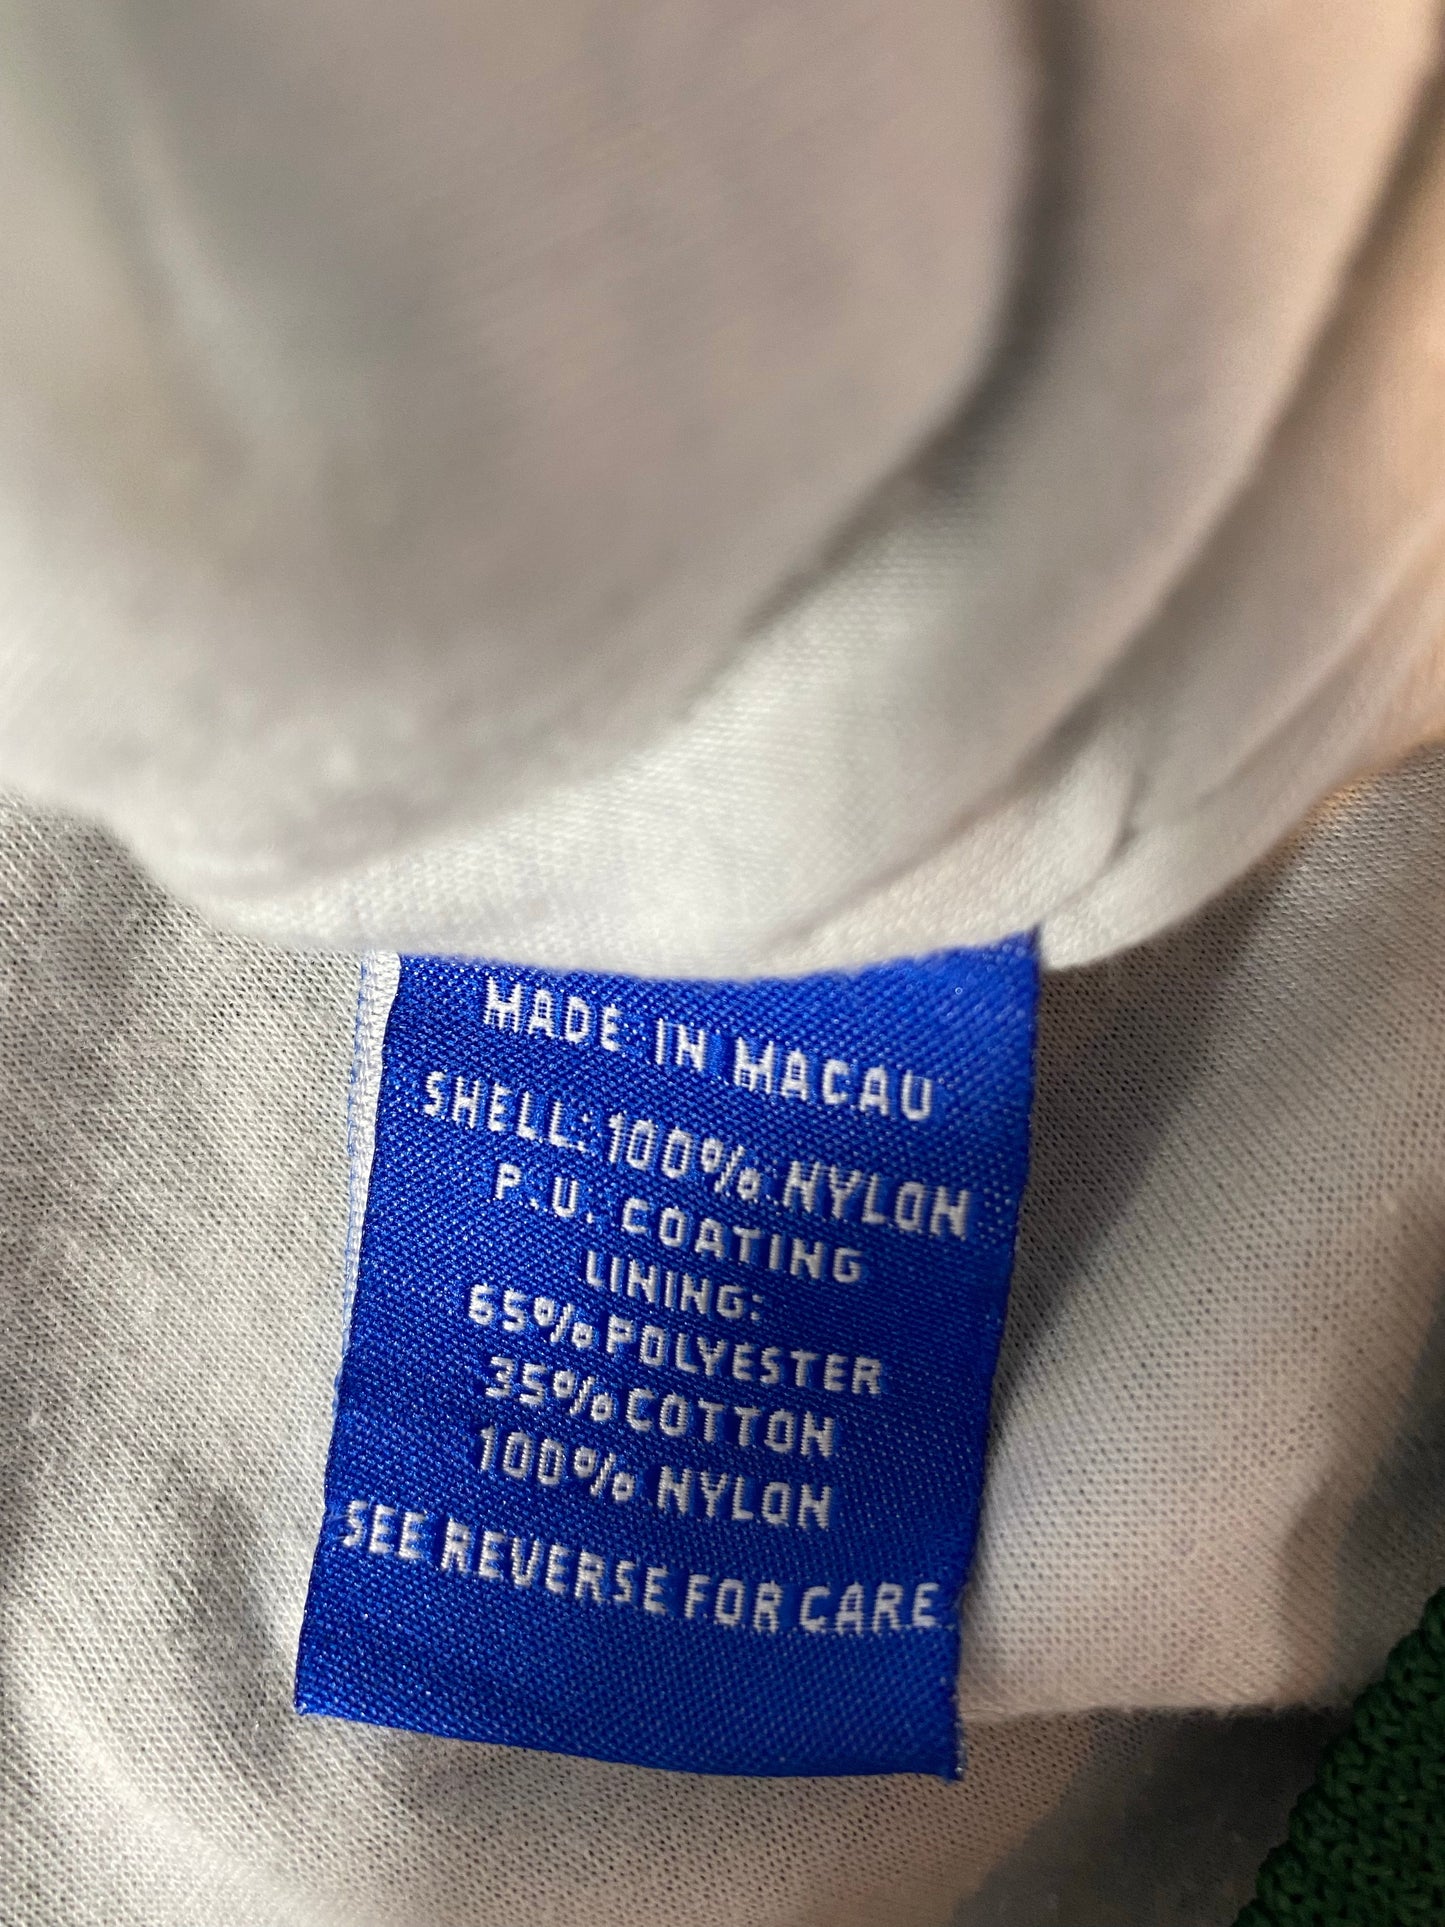 MADE IN MACAU
SHELL: 100% NYLON
P.U. COATING
LINING:
65% POLYESTER
35% COTTON
100% NYLON
SEE REVERSE FOR CARE